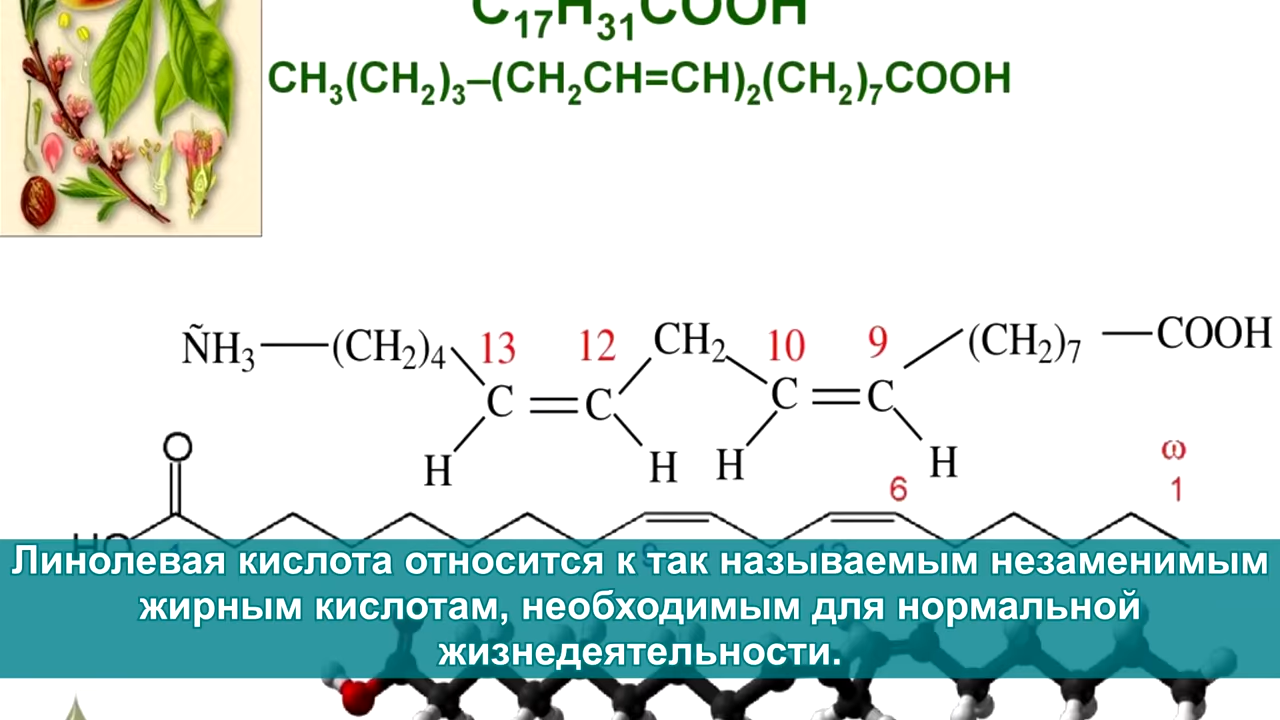 C17H31COOH
CH3(CH2)3–(CH2CH=CH)2(CH2)7COOH
ÑH3 (CH2)4 13 12 CH2 10 9 (CH2)7 COOH
C=C C=C
H H H H
O ω
6 1
HO
Линолевая кислота относится к так называемым незаменимым
жирным кислотам, необходимым для нормальной
жизнедеятельности.